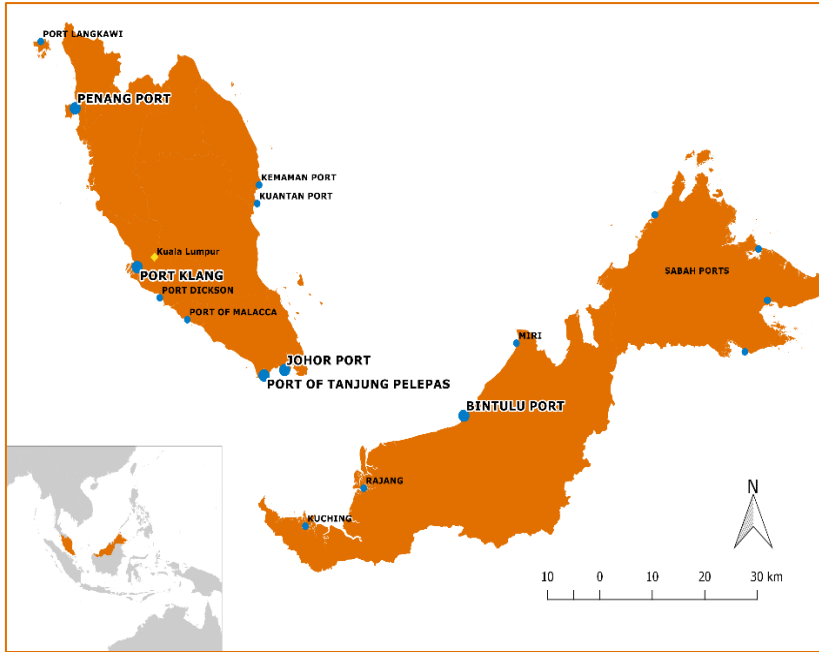 PORT LANGKAWI
PENANG PORT
KEMAMAN PORT
KUANTAN PORT
Kuala Lumpur
PORT KLANG
SABAH PORTS
PORT DICKSON
PORT OF MALACCA
MIRI
JOHOR PORT
PORT OF TANJUNG PELEPAS
BINTULU PORT
RAJANG
N
KUCHING
10 0 10 20 30 km